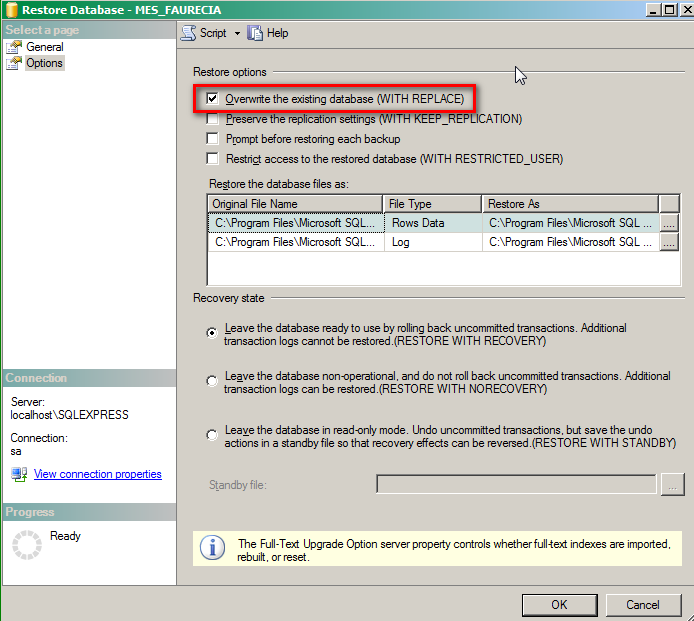 Restore Database - MES_FAURECIA
Select a page
General
Options
Script
Help
Restore options
Overwrite the existing database (WITH REPLACE)
Preserve the replication settings (WITH KEEP_REPLICATION)
Prompt before restoring each backup
Restrict access to the restored database (WITH RESTRICTED_USER)
Restore the database files as:
Original File Name File Type Restore As
C:\Program Files\Microsoft SQL... Rows Data C:\Program Files\Microsoft SQL ... ...
C:\Program Files\Microsoft SQL... Log C:\Program Files\Microsoft SQL ... ...
Recovery state
Leave the database ready to use by rolling back uncommitted transactions. Additional
transaction logs cannot be restored.(RESTORE WITH RECOVERY)
Leave the database non-operational, and do not roll back uncommitted transactions. Additional
transaction logs can be restored.(RESTORE WITH NORECOVERY)
Leave the database in read-only mode. Undo uncommitted transactions, but save the undo
actions in a standby file so that recovery effects can be reversed.(RESTORE WITH STANDBY)
Standby file:
...
Connection
Server:
localhost\SQLEXPRESS
Connection:
sa
View connection properties
Progress
Ready
The Full-Text Upgrade Option server property controls whether full-text indexes are imported,
rebuilt, or reset.
OK
Cancel